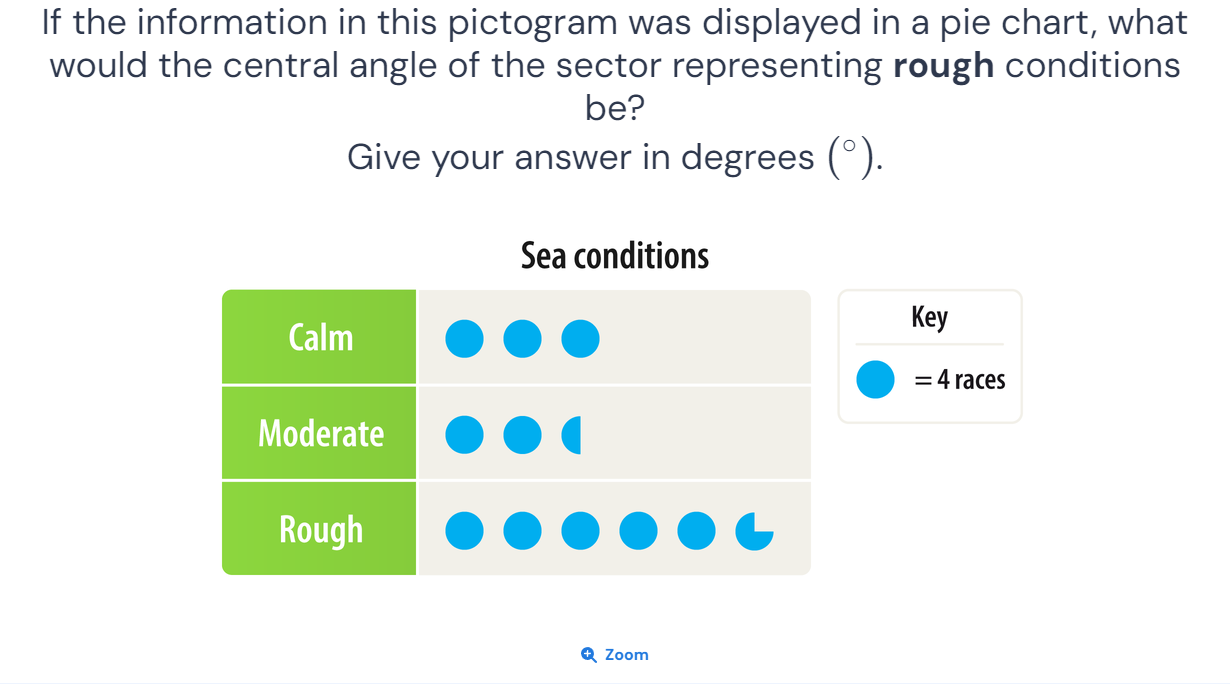 If the information in this pictogram was displayed in a pie chart, what
would the central angle of the sector representing rough conditions
be?
Give your answer in degrees (°).
Sea conditions
Calm
Moderate
Rough
Key
= 4 races
Zoom